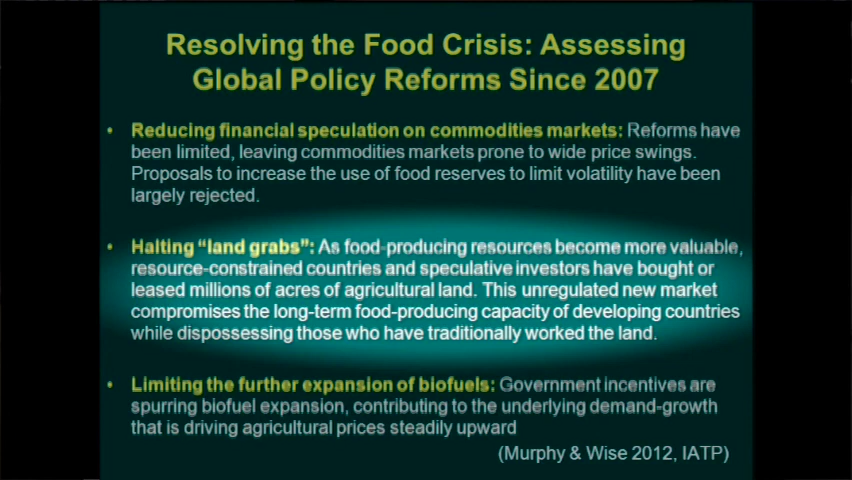 Resolving the Food Crisis: Assessing
Global Policy Reforms Since 2007
• Reducing financial speculation on commodities markets: Reforms have
been limited, leaving commodities markets prone to wide price swings.
Proposals to increase the use of food reserves to limit volatility have been
largely rejected.
• Halting “land grabs”: As food-producing resources become more valuable,
resource-constrained countries and speculative investors have bought or
leased millions of acres of agricultural land. This unregulated new market
compromises the long-term food-producing capacity of developing countries
while dispossessing those who have traditionally worked the land.
• Limiting the further expansion of biofuels: Government incentives are
spurring biofuel expansion, contributing to the underlying demand-growth
that is driving agricultural prices steadily upward
(Murphy & Wise 2012, IATP)